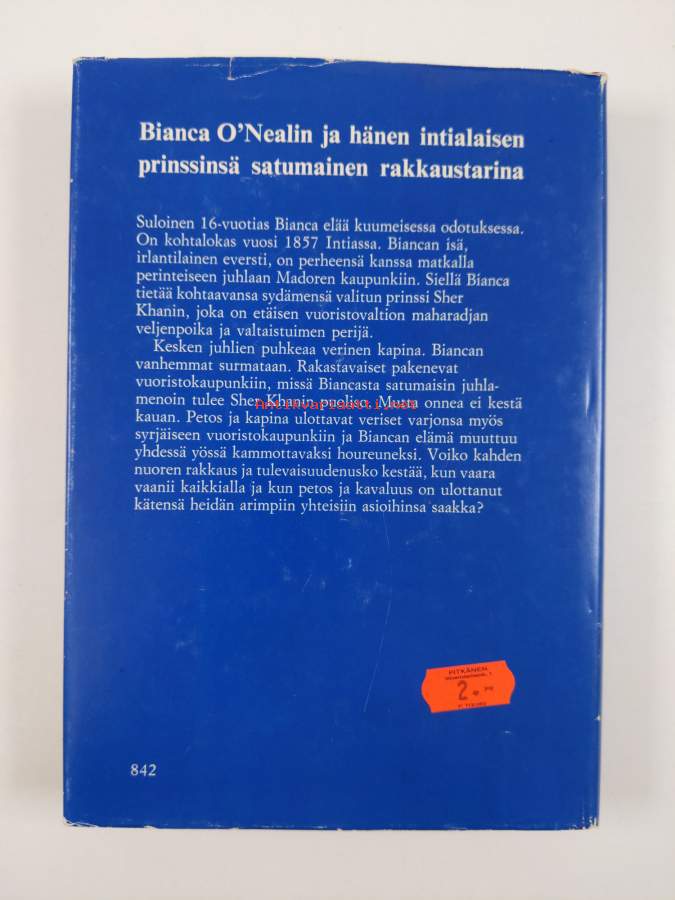 Bianca O'Nealin ja hänen intialaisen
prinssinsä satumainen rakkaustarina
Suloinen 16-vuotias Bianca elää kuumeisessa odotuksessa.
On kohtalokas vuosi 1857 Intiassa. Biancan isä,
irlantilainen eversti, on perheensä kanssa matkalla
perinteiseen juhlaan Madoren kaupunkiin. Siellä Bianca
tietää kohtaavansa sydämensä valitun prinssi Sher
Khanin, joka on etäisen vuoristovaltion maharadjan
veljenpoika ja valtaistuimen perijä.
Kesken juhlien puhkeaa verinen kapina. Biancan
vanhemmat surmataan. Rakastavaiset pakenevat
vuoristokaupunkiin, missä Biancasta satumaisin juhla-
menoin tulee Sher Khanin puoliso. Mutta onnea ei kestä
Antikvariaatti.net
kauan. Petos ja kapina ulottavat veriset varjonsa myös
syrjäiseen vuoristokaupunkiin ja Biancan elämä muuttuu
yhdessä yössä kammottavaksi houreuneksi. Voiko kahden
nuoren rakkaus ja tulevaisuudenusko kestää, kun vaara
vaanii kaikkialla ja kun petos ja kavaluus on ulottanut
kätensä heidän arimpiin yhteisiin asioihinsa saakka?
PITKÄNEN
2.
842